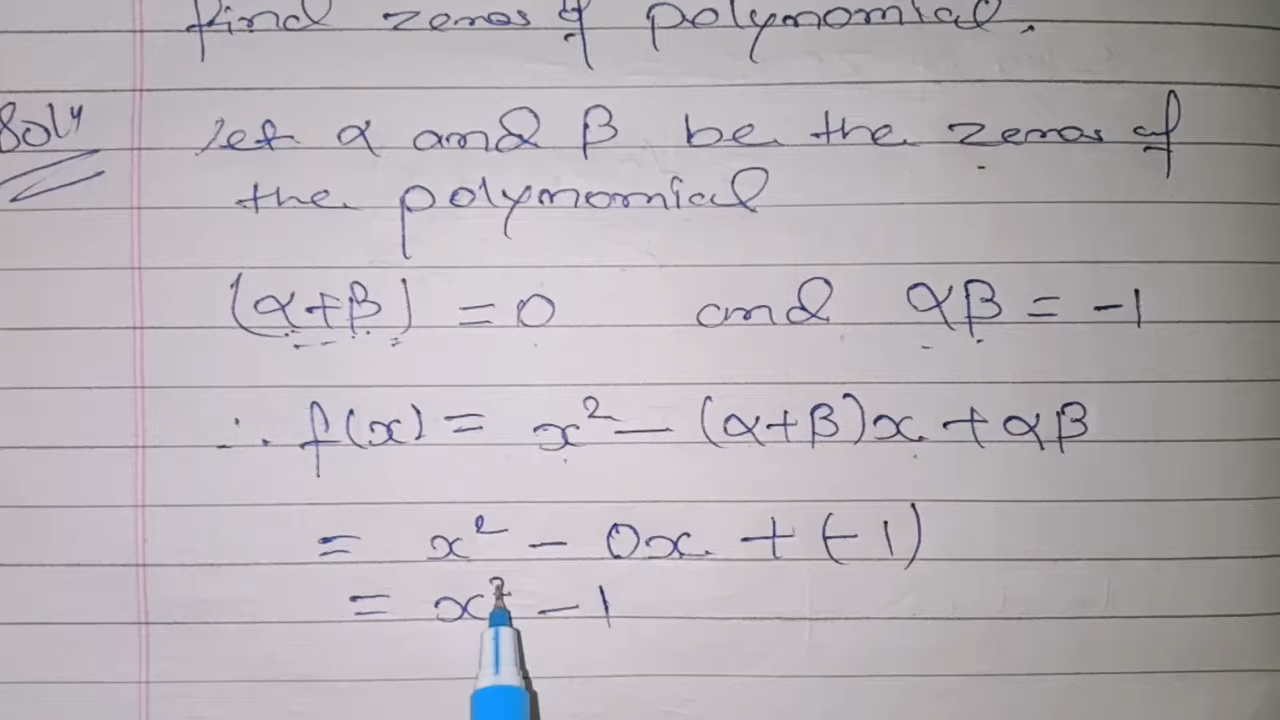 find zeros of polynomial.
Soln let α and β be the zeros of
the polynomial
(α+β) = 0 and αβ = -1
∴ f(x) = x² - (α+β)x + αβ
= x² - 0x + (-1)
= x² - 1